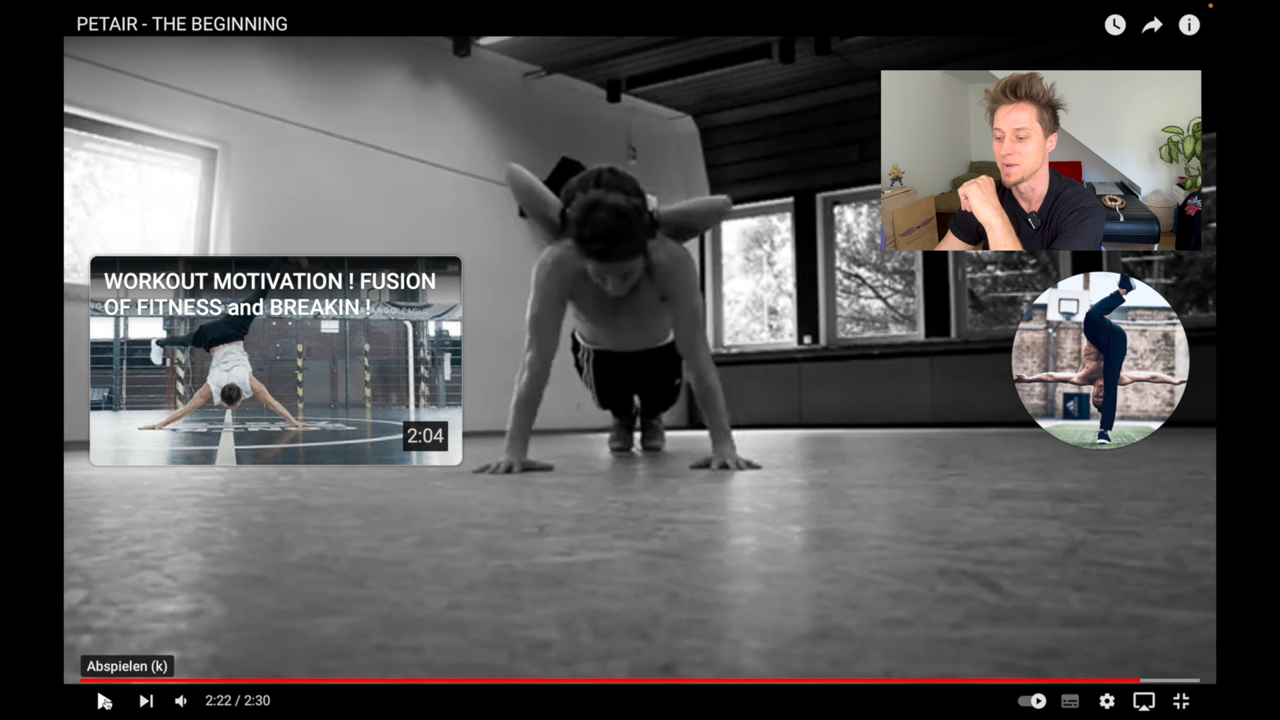 PETAIR - THE BEGINNING
WORKOUT MOTIVATION ! FUSION
OF FITNESS and BREAKIN !
2:04
Abspielen (k)
2:22 / 2:30